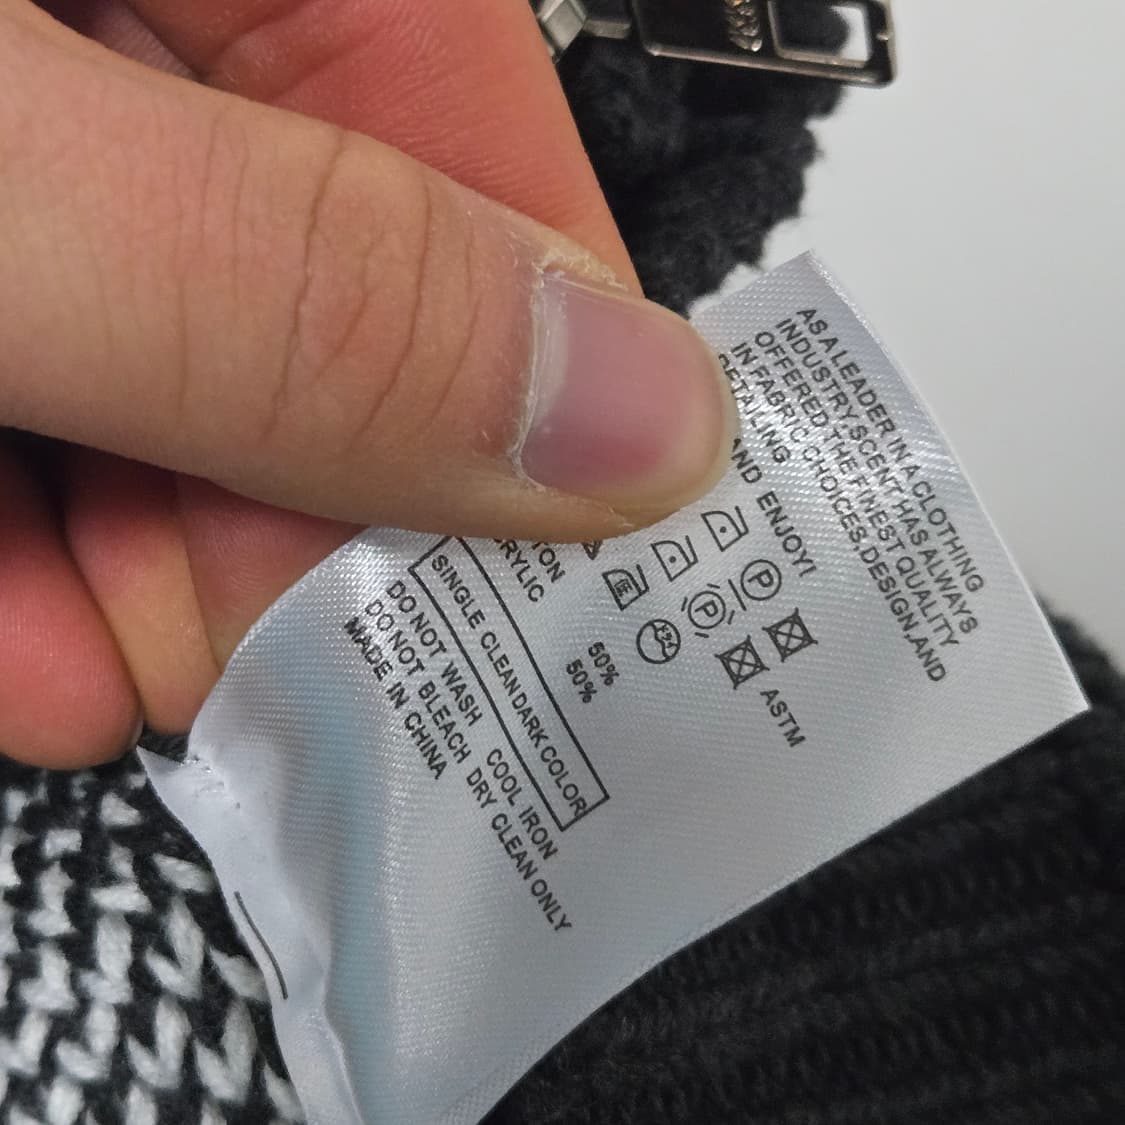 AS A LEADER IN A CLOTHING
INDUSTRY SCENT HAS ALWAYS
OFFERED THE FINEST QUALITY
IN FABRIC CHOICES,DESIGN,AND
DETAILING
AND ENJOY!
P
P
ASTM
50%
RYLIC 50%
SINGLE CLEAN DARK COLOR
DO NOT WASH COOL IRON
DO NOT BLEACH DRY CLEAN ONLY
MADE IN CHINA